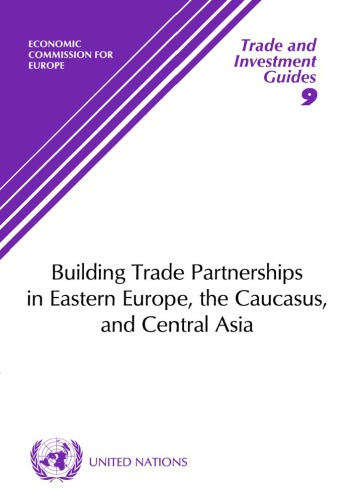 ECONOMIC
COMMISSION FOR
EUROPE
Trade and
Investment
Guides
9
Building Trade Partnerships
in Eastern Europe, the Caucasus,
and Central Asia
UNITED NATIONS